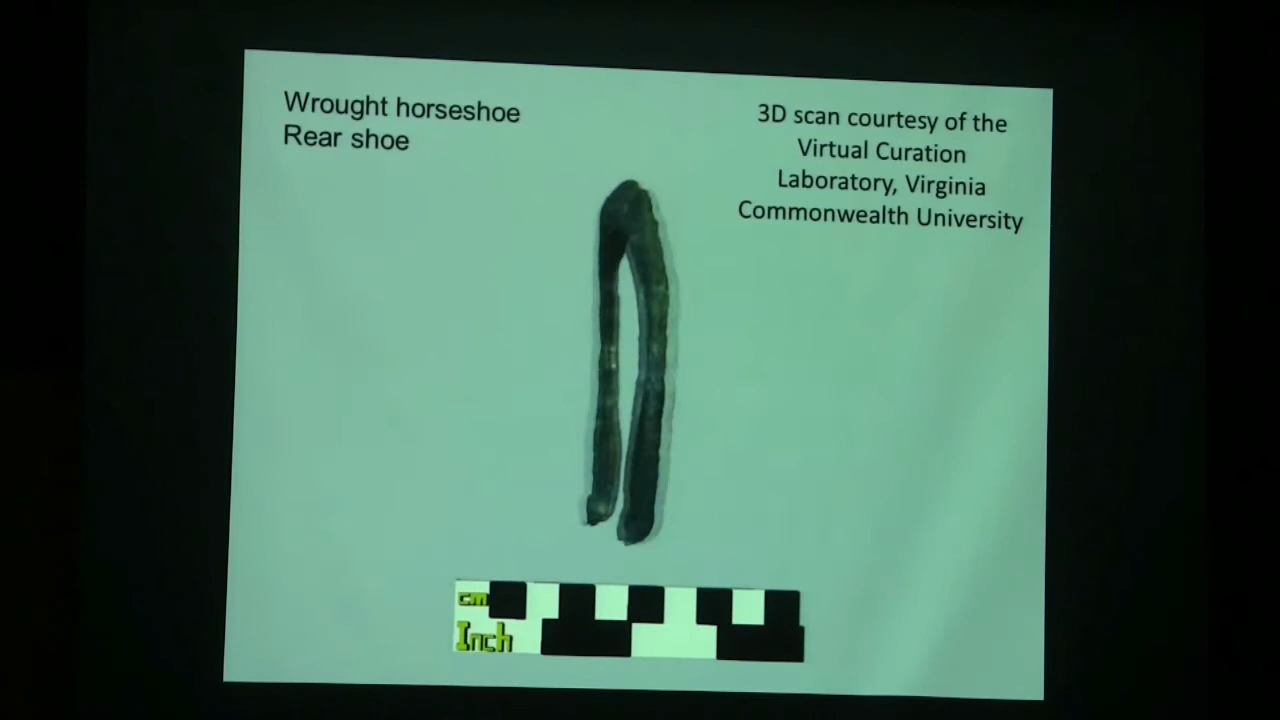 Wrought horseshoe
Rear shoe
3D scan courtesy of the
Virtual Curation
Laboratory, Virginia
Commonwealth University
cm
Inch